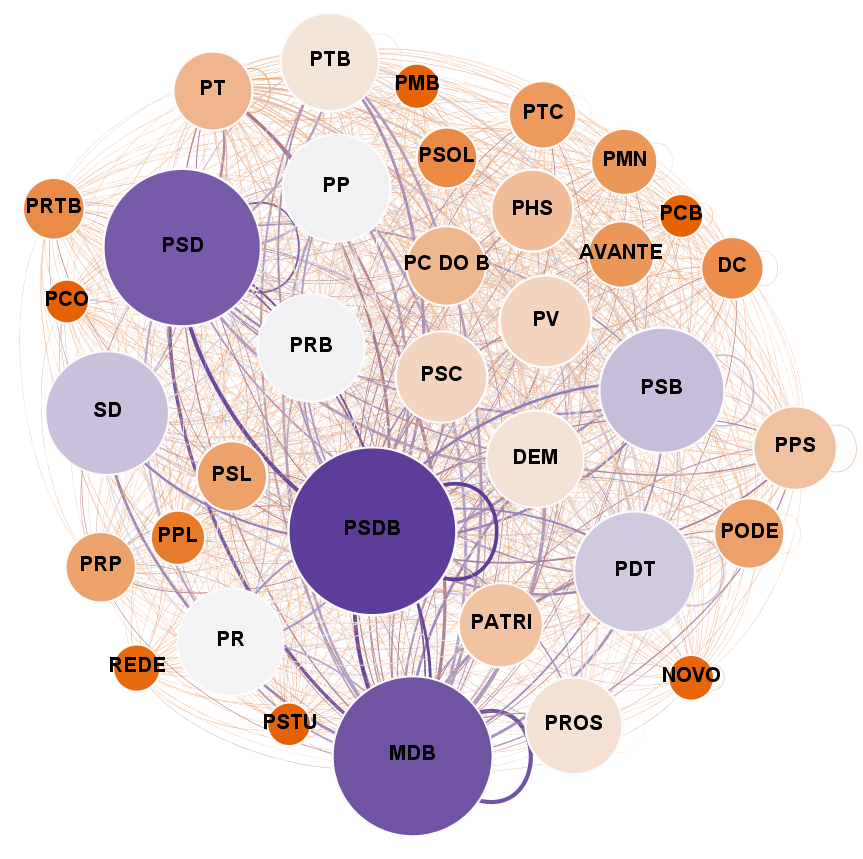 PTB
PT
PMB
PTC
PSOL
PMN
PP
PRTB
PHS
PCB
PSD
AVANTE
PC DO B
DC
PCO
PV
PRB
PSC
PSB
SD
PPS
DEM
PSL
PSDB
PPL
PODE
PRP
PDT
PATRI
PR
REDE
NOVO
PSTU
PROS
MDB